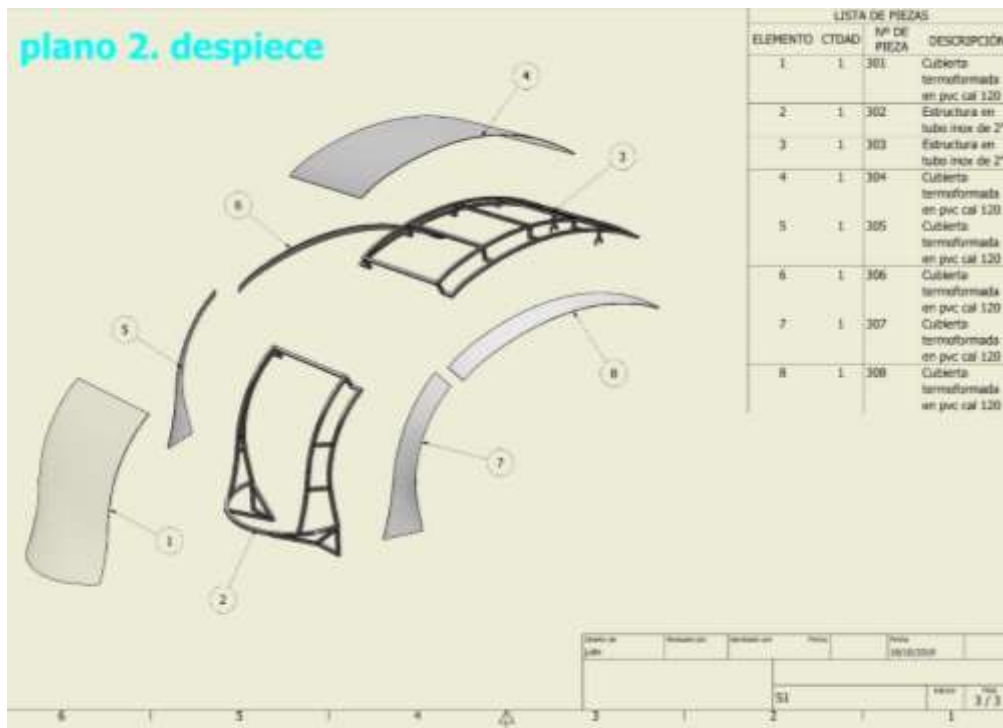 plano 2. despiece
LISTA DE PIEZAS
ELEMENTO CTDAD Nº DE PIEZA DESCRIPCIÓN
1 1 301 Cubierta
termoformada
en pvc cal 120
2 1 302 Estructura en
tubo inox de 2"
3 1 303 Estructura en
tubo inox de 2"
4 1 304 Cubierta
termoformada
en pvc cal 120
5 1 305 Cubierta
termoformada
en pvc cal 120
6 1 306 Cubierta
termoformada
en pvc cal 120
7 1 307 Cubierta
termoformada
en pvc cal 120
8 1 308 Cubierta
termoformada
en pvc cal 120
4
3
6
5
8
7
1
2
Fecha
Fecha
S1
3 / 3
6 5 4 3 2 1